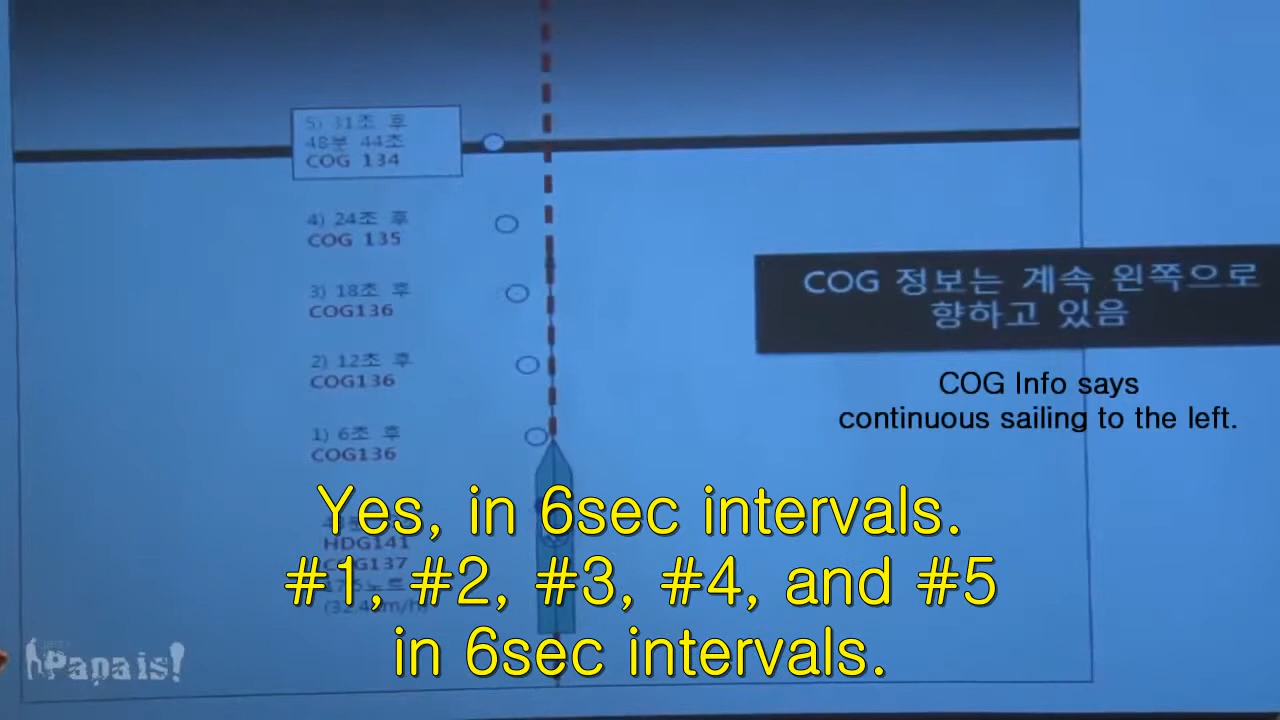 5) 31초 후
48분 44초
COG 134
4) 24초 후
COG 135
3) 18초 후
COG136
2) 12초 후
COG136
1) 6초 후
COG136
HDG141
COG137
COG 정보는 계속 왼쪽으로
향하고 있음
COG Info says
continuous sailing to the left.
Yes, in 6sec intervals.
#1, #2, #3, #4, and #5
in 6sec intervals.
Papais!